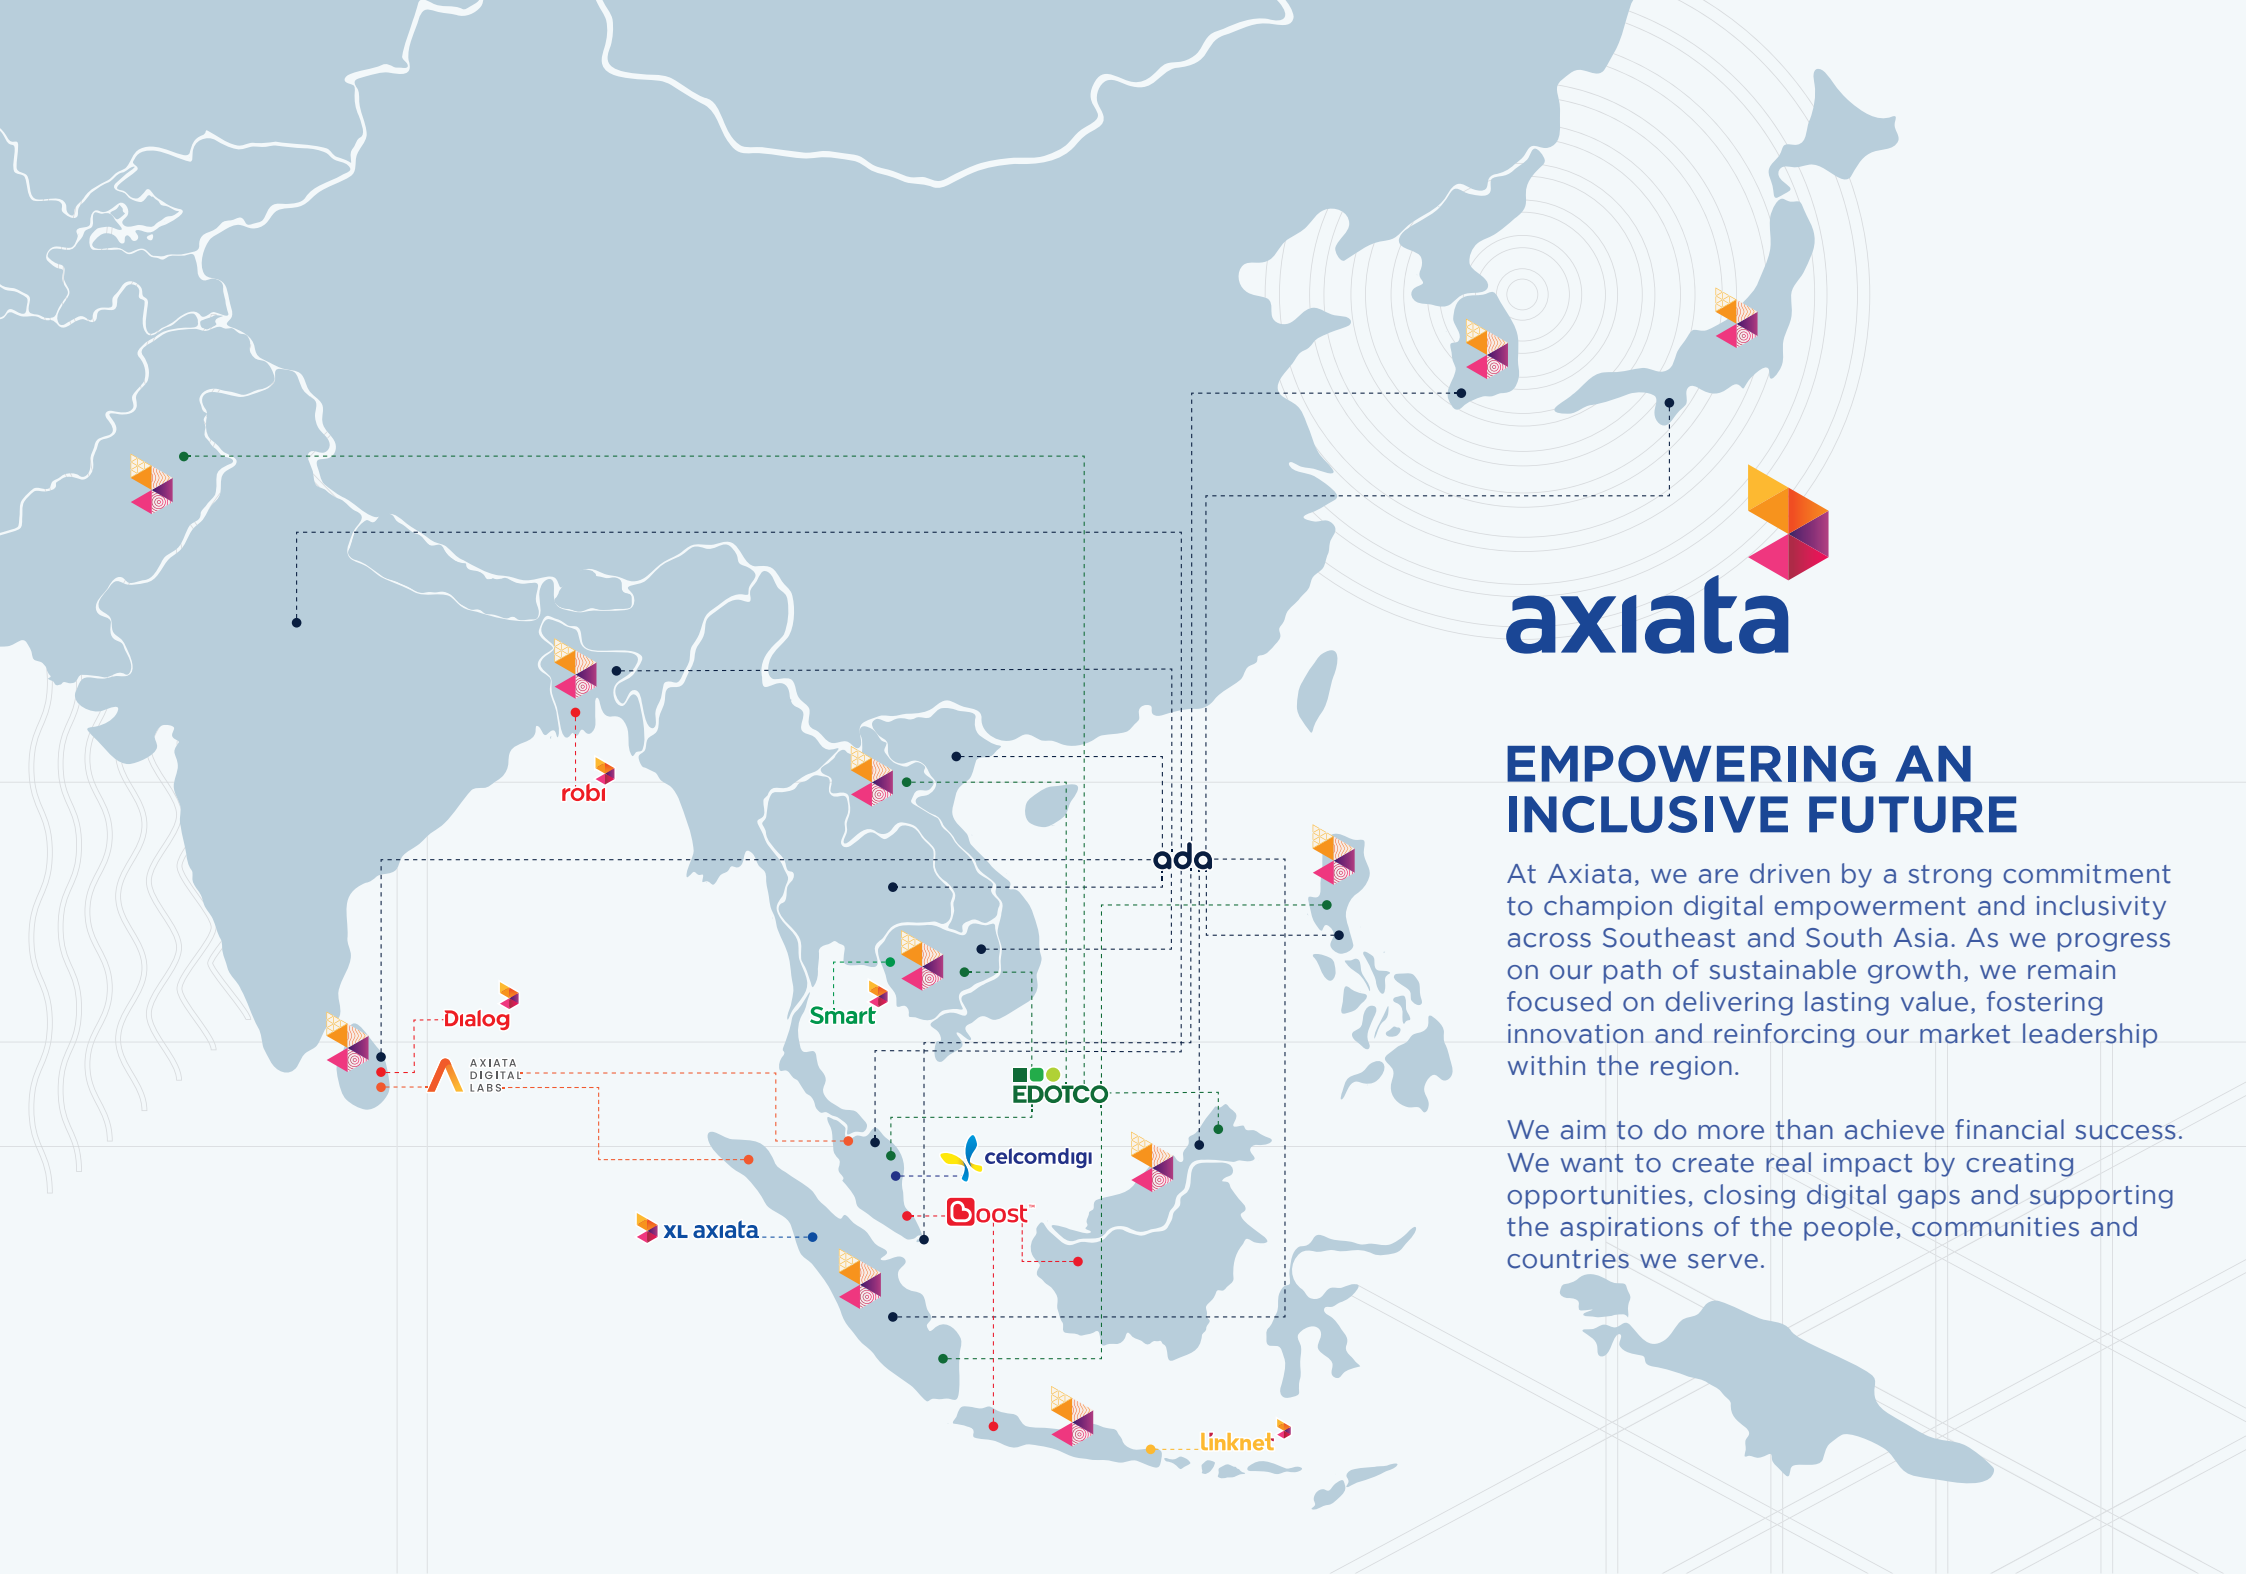 axiata
EMPOWERING AN
INCLUSIVE FUTURE
At Axiata, we are driven by a strong commitment
to champion digital empowerment and inclusivity
across Southeast and South Asia. As we progress
on our path of sustainable growth, we remain
focused on delivering lasting value, fostering
innovation and reinforcing our market leadership
within the region.
We aim to do more than achieve financial success.
We want to create real impact by creating
opportunities, closing digital gaps and supporting
the aspirations of the people, communities and
countries we serve.
robi
ada
Smart
Dialog
AXIATA
DIGITAL
LABS
EDOTCO
celcomdigi
Boost™
XL axiata
linknet